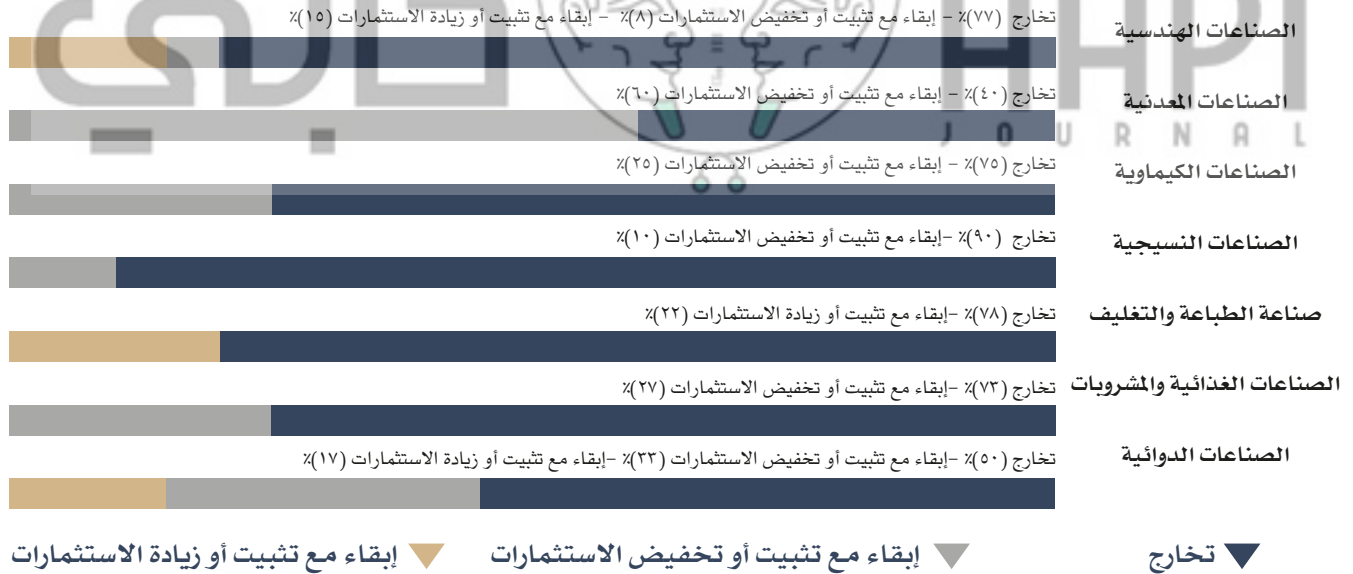 الصناعات الهندسية
تخارج (٧٧)٪ – إبقاء مع تثبيت أو تخفيض الاستثمارات (٨)٪ – إبقاء مع تثبيت أو زيادة الاستثمارات (١٥)٪
الصناعات المعدنية
تخارج (٤٠)٪ – إبقاء مع تثبيت أو تخفيض الاستثمارات (٦٠)٪
HAPI
JOURNAL
حابي
الصناعات الكيماوية
تخارج (٧٥)٪ – إبقاء مع تثبيت أو تخفيض الاستثمارات (٢٥)٪
الصناعات النسيجية
تخارج (٩٠)٪ –إبقاء مع تثبيت أو تخفيض الاستثمارات (١٠)٪
صناعة الطباعة والتغليف
تخارج (٧٨)٪ –إبقاء مع تثبيت أو زيادة الاستثمارات (٢٢)٪
الصناعات الغذائية والمشروبات
تخارج (٧٣)٪ –إبقاء مع تثبيت أو تخفيض الاستثمارات (٢٧)٪
الصناعات الدوائية
تخارج (٥٠)٪ –إبقاء مع تثبيت أو تخفيض الاستثمارات (٣٣)٪ –إبقاء مع تثبيت أو زيادة الاستثمارات (١٧)٪
تخارج
إبقاء مع تثبيت أو تخفيض الاستثمارات
إبقاء مع تثبيت أو زيادة الاستثمارات